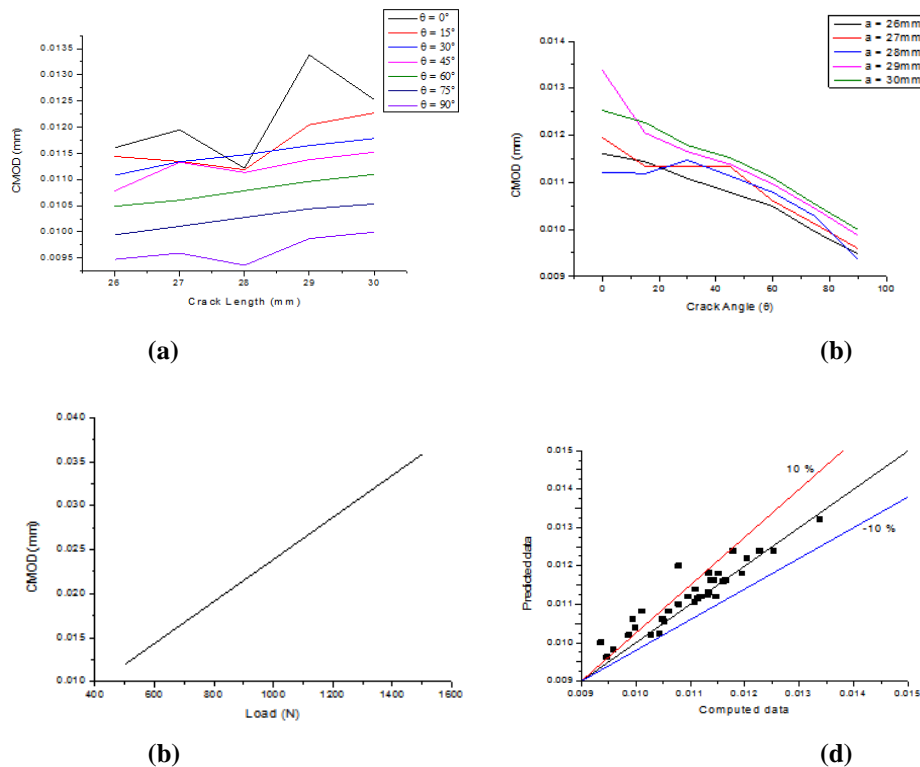 θ = 0°
θ = 15°
θ = 30°
θ = 45°
θ = 60°
θ = 75°
θ = 90°
0.0135
0.0130
0.0125
0.0120
0.0115
0.0110
0.0105
0.0100
0.0095
CMOD (mm)
26 27 28 29 30
Crack Length (mm)
(a)
a = 26mm
a = 27mm
a = 28mm
a = 29mm
a = 30mm
0.014
0.013
0.012
0.011
0.010
0.009
CMOD (mm)
0 20 40 60 80 100
Crack Angle (θ)
(b)
0.040
0.035
0.030
0.025
0.020
0.015
0.010
CMOD (mm)
400 600 800 1000 1200 1400 1600
Load (N)
(b)
0.015
0.014
0.013
0.012
0.011
0.010
0.009
Predicted data
10 %
-10 %
0.009 0.010 0.011 0.012 0.013 0.014 0.015
Computed data
(d)